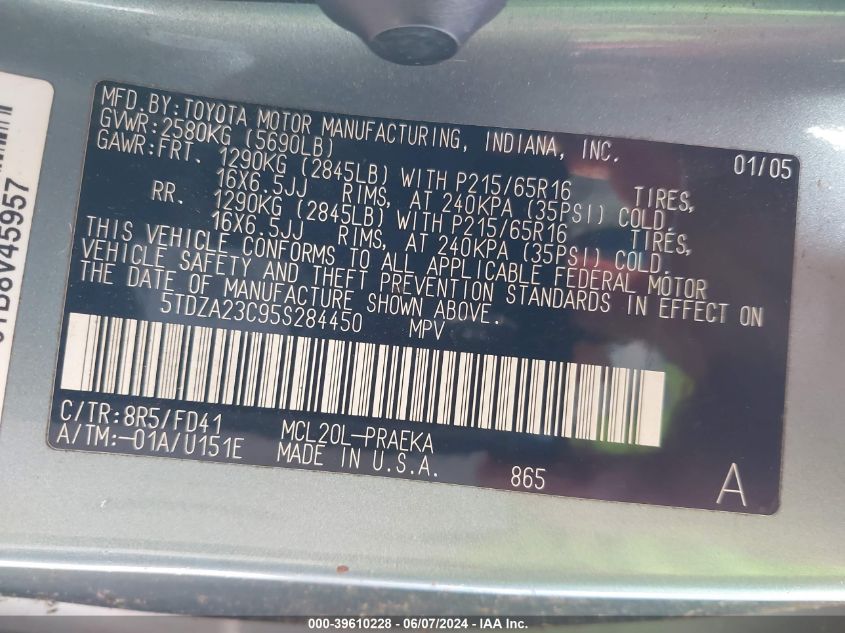 MFD. BY: TOYOTA MOTOR MANUFACTURING, INDIANA, INC. 01/05
GVWR: 2580KG (5690LB)
GAWR: FRT. 1290KG (2845LB) WITH P215/65R16 TIRES,
16X6.5JJ RIMS, AT 240KPA (35PSI) COLD.
RR. 1290KG (2845LB) WITH P215/65R16 TIRES,
16X6.5JJ RIMS, AT 240KPA (35PSI) COLD.
THIS VEHICLE CONFORMS TO ALL APPLICABLE FEDERAL MOTOR
VEHICLE SAFETY AND THEFT PREVENTION STANDARDS IN EFFECT ON
THE DATE OF MANUFACTURE SHOWN ABOVE.
5TDZA23C95S284450 MPV
C/TR: 8R5/FD41 MCL20L-PRAEKA
A/TM: -01A/U151E MADE IN U.S.A. 865 A
V45957
000-39610228 - 06/07/2024 - IAA Inc.